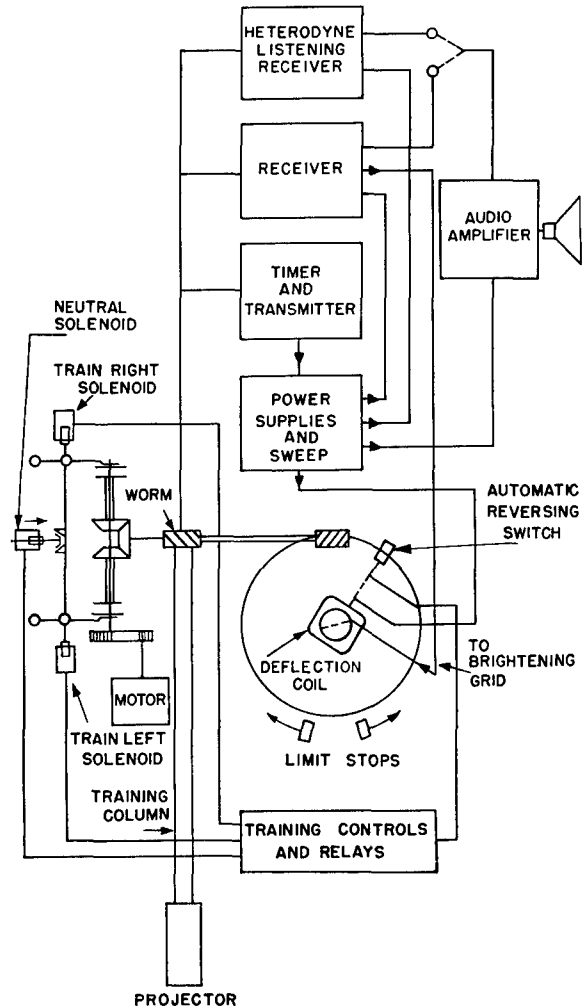 HETERODYNE
LISTENING
RECEIVER
RECEIVER
AUDIO
AMPLIFIER
TIMER
AND
TRANSMITTER
NEUTRAL
SOLENOID
TRAIN RIGHT
SOLENOID
POWER
SUPPLIES
AND
SWEEP
WORM
AUTOMATIC
REVERSING
SWITCH
DEFLECTION
COIL
TO
BRIGHTENING
GRID
MOTOR
TRAIN LEFT
SOLENOID
LIMIT STOPS
TRAINING
COLUMN
TRAINING CONTROLS
AND RELAYS
PROJECTOR